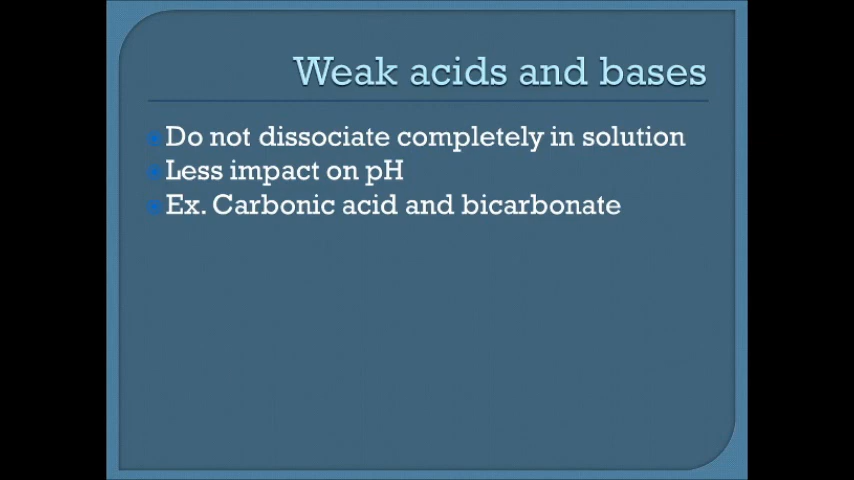 Weak acids and bases
Do not dissociate completely in solution
Less impact on pH
Ex. Carbonic acid and bicarbonate